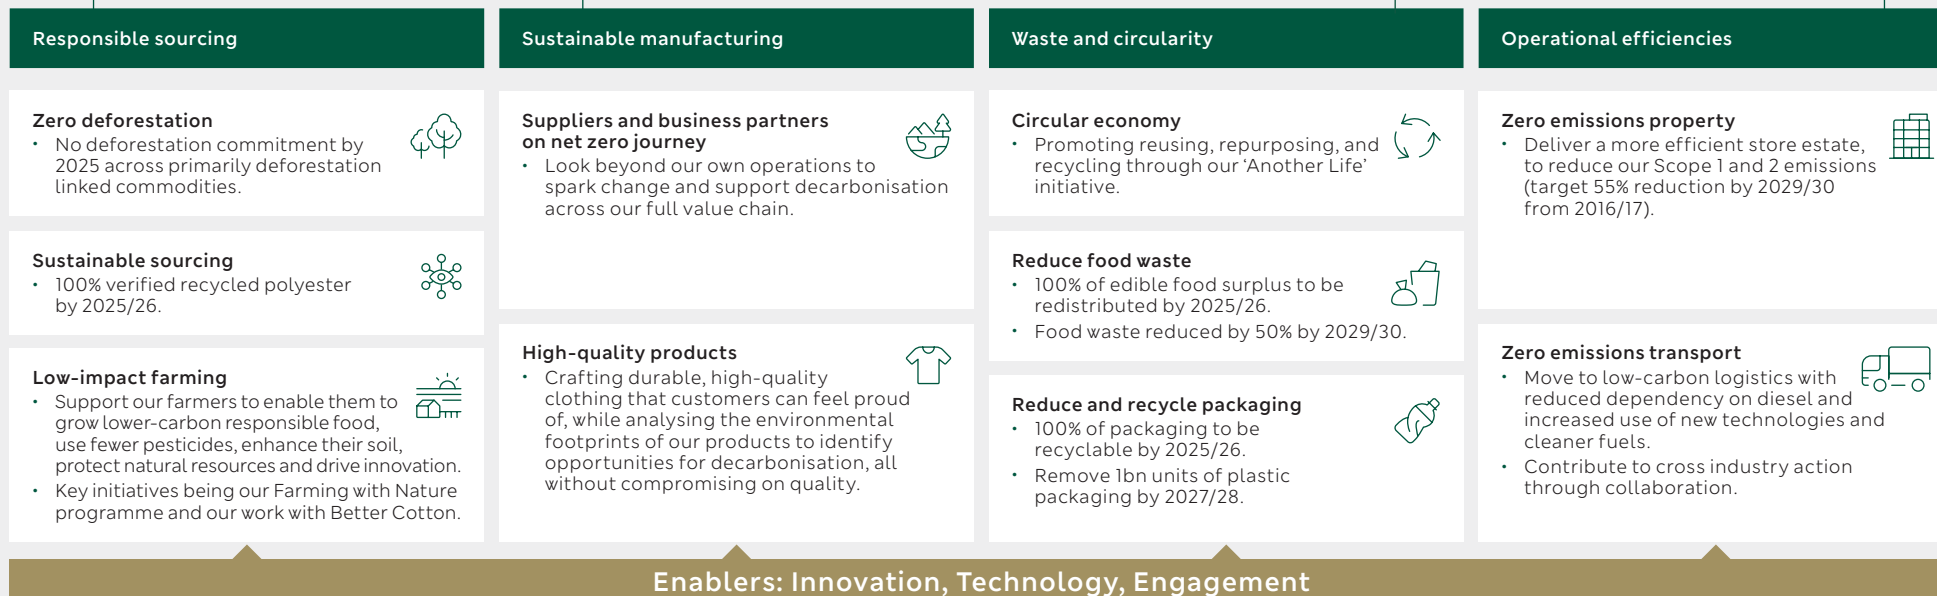 Responsible sourcing
Zero deforestation
• No deforestation commitment by
2025 across primarily deforestation
linked commodities.
Sustainable sourcing
• 100% verified recycled polyester
by 2025/26.
Low-impact farming
• Support our farmers to enable them to
grow lower-carbon responsible food,
use fewer pesticides, enhance their soil,
protect natural resources and drive innovation.
• Key initiatives being our Farming with Nature
programme and our work with Better Cotton.
Sustainable manufacturing
Suppliers and business partners
on net zero journey
• Look beyond our own operations to
spark change and support decarbonisation
across our full value chain.
High-quality products
• Crafting durable, high-quality
clothing that customers can feel proud
of, while analysing the environmental
footprints of our products to identify
opportunities for decarbonisation, all
without compromising on quality.
Waste and circularity
Circular economy
• Promoting reusing, repurposing, and
recycling through our ‘Another Life’
initiative.
Reduce food waste
• 100% of edible food surplus to be
redistributed by 2025/26.
• Food waste reduced by 50% by 2029/30.
Reduce and recycle packaging
• 100% of packaging to be
recyclable by 2025/26.
• Remove 1bn units of plastic
packaging by 2027/28.
Operational efficiencies
Zero emissions property
• Deliver a more efficient store estate,
to reduce our Scope 1 and 2 emissions
(target 55% reduction by 2029/30
from 2016/17).
Zero emissions transport
• Move to low-carbon logistics with
reduced dependency on diesel and
increased use of new technologies and
cleaner fuels.
• Contribute to cross industry action
through collaboration.
Enablers: Innovation, Technology, Engagement